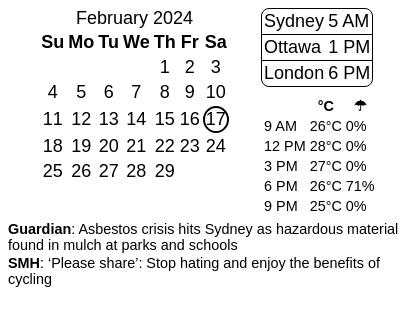 February 2024
Su Mo Tu We Th Fr Sa
1 2 3
4 5 6 7 8 9 10
11 12 13 14 15 16 17
18 19 20 21 22 23 24
25 26 27 28 29
Sydney 5 AM
Ottawa 1 PM
London 6 PM
°C ☂
9 AM 26°C 0%
12 PM 28°C 0%
3 PM 27°C 0%
6 PM 26°C 71%
9 PM 25°C 0%
Guardian: Asbestos crisis hits Sydney as hazardous material
found in mulch at parks and schools
SMH: ‘Please share’: Stop hating and enjoy the benefits of
cycling